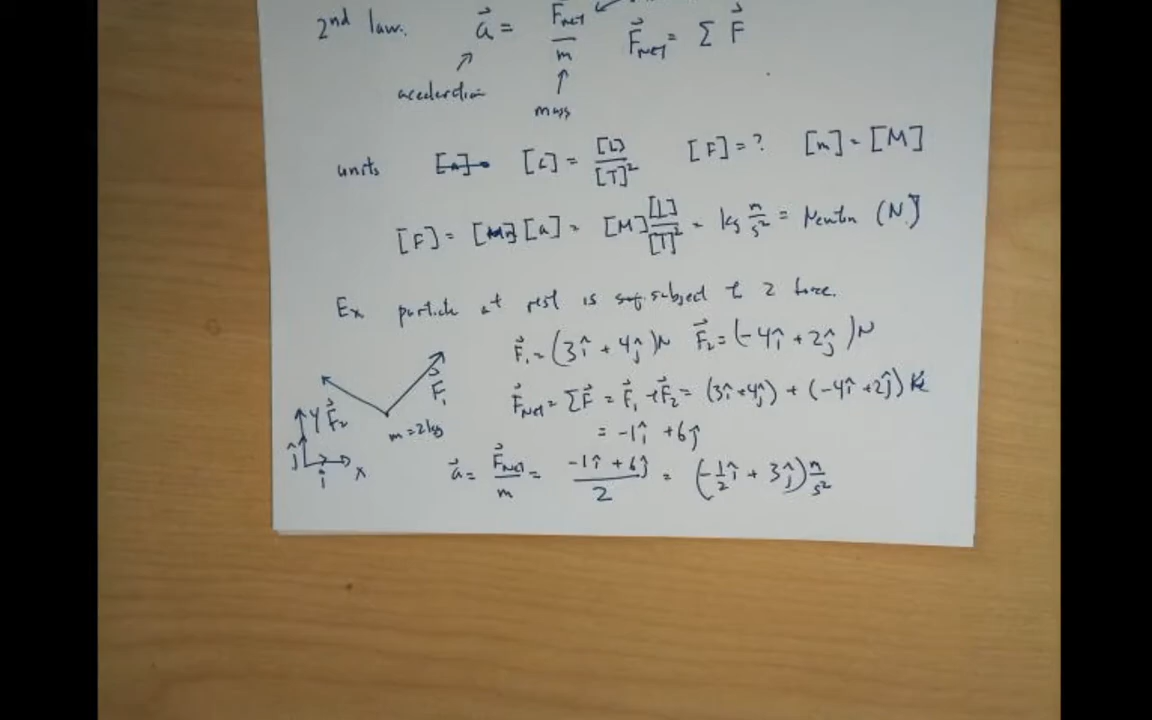 2nd law: a⃗ = F⃗Net / m   F⃗Net = Σ F⃗
acceleration
mass
units   [a]   [L] = [L] / [T]²   [F] = ?   [m] = [M]
[F] = [m] [a] = [M] [L] / [T]² = kg m/s² = Newton (N)
Ex particle at rest is subject to 2 force.
F⃗₁ = (3î + 4ĵ)N   F⃗₂ = (-4î + 2ĵ)N
F⃗Net = ΣF⃗ = F⃗₁ + F⃗₂ = (3î + 4ĵ) + (-4î + 2ĵ)
= -1î + 6ĵ
a⃗ = F⃗Net / m = -1î + 6ĵ / 2 = (-1/2 î + 3ĵ) m/s²
F⃗₁
y F⃗₂
m = 2kg
ĵ
î   x